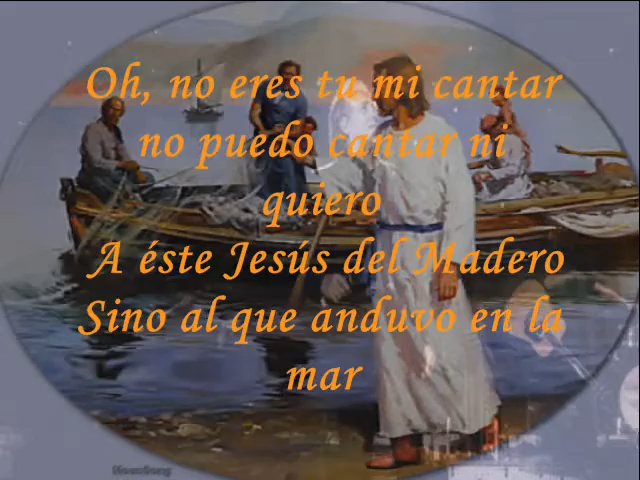 Oh, no eres tu mi cantar
no puedo cantar ni
quiero
A éste Jesús del Madero
Sino al que anduvo en la
mar